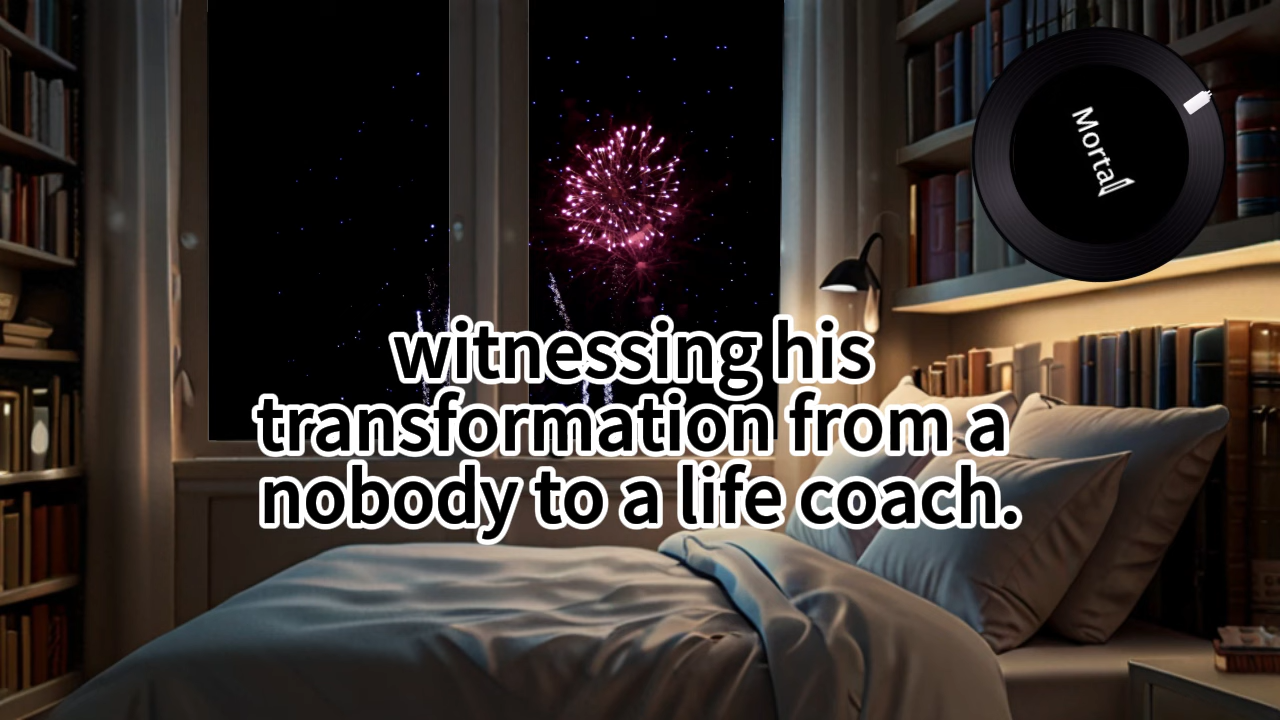 Mortal
witnessing his
transformation from a
nobody to a life coach.